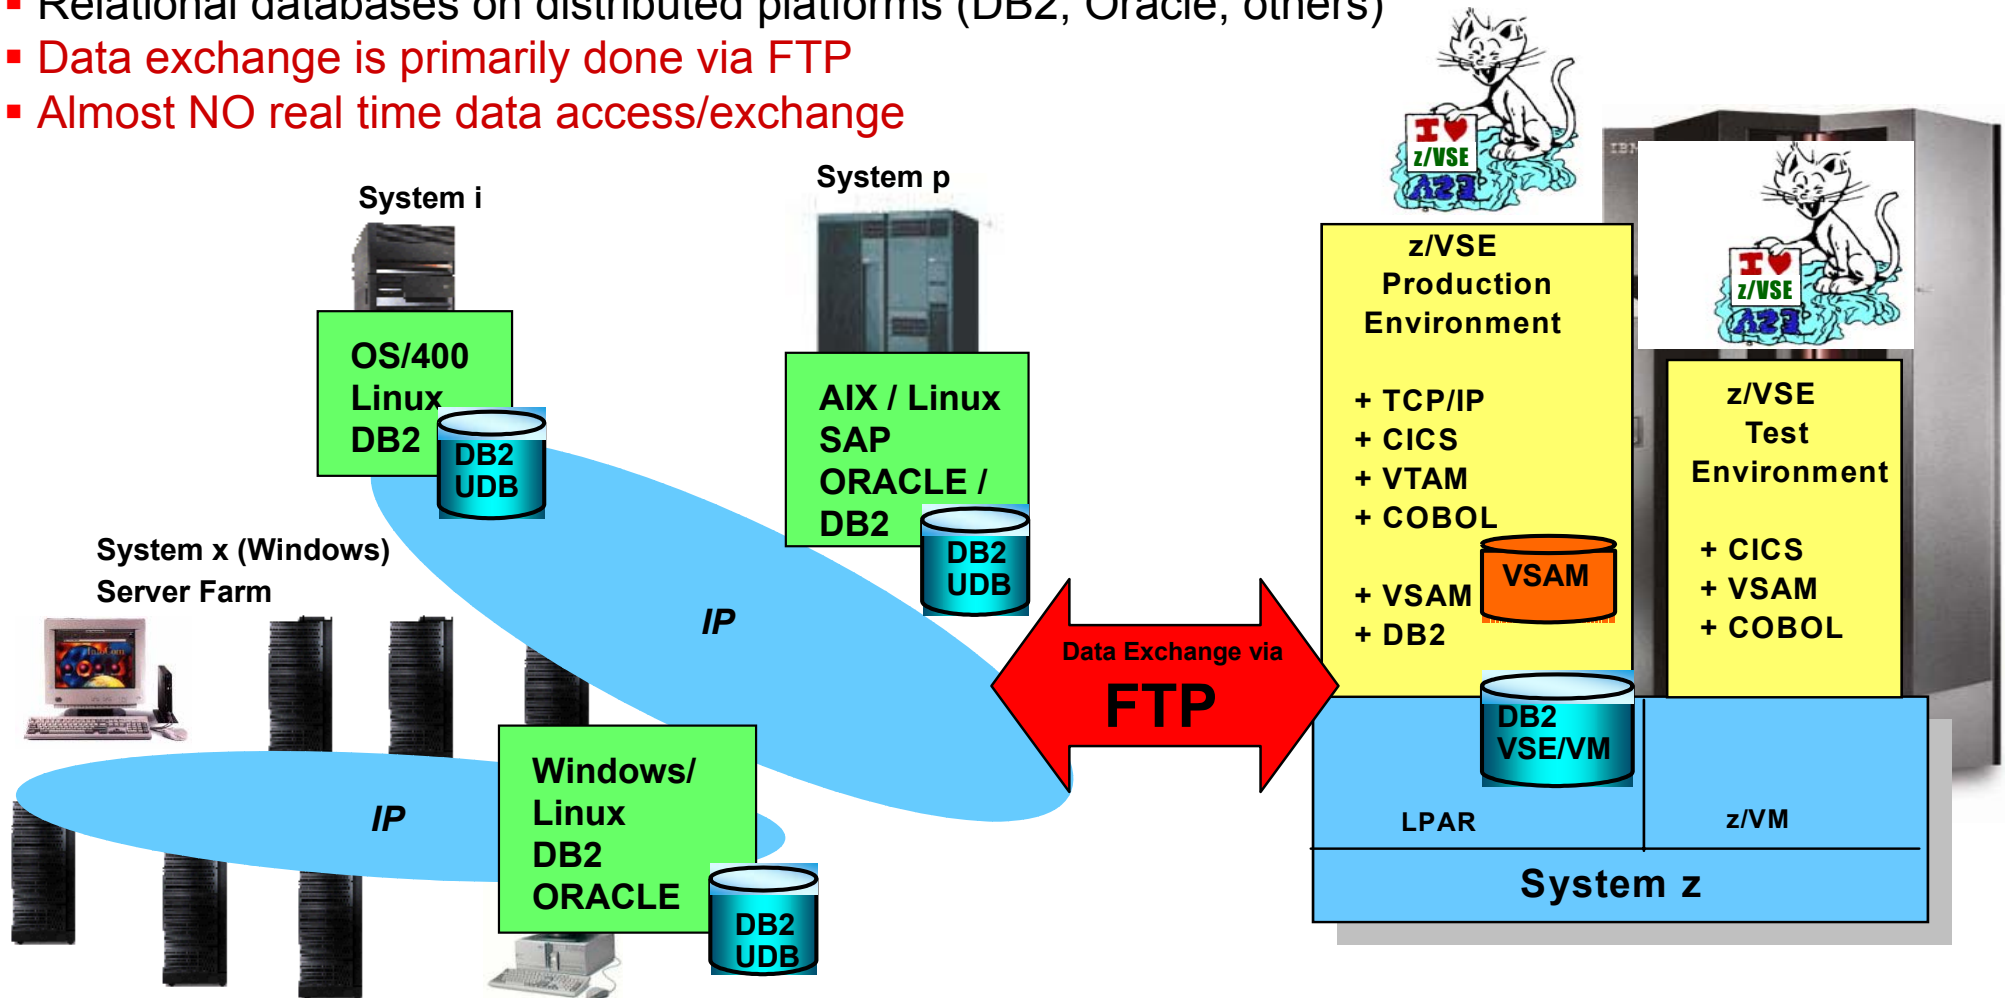 ▪ Relational databases on distributed platforms (DB2, Oracle, others)
▪ Data exchange is primarily done via FTP
▪ Almost NO real time data access/exchange
System i
OS/400
Linux
DB2
DB2
UDB
System p
AIX / Linux
SAP
ORACLE /
DB2
DB2
UDB
System x (Windows)
Server Farm
IP
IP
Windows/
Linux
DB2
ORACLE
DB2
UDB
Data Exchange via
FTP
I ♥
z/VSE
z/VSE
Production
Environment
+ TCP/IP
+ CICS
+ VTAM
+ COBOL
+ VSAM
+ DB2
VSAM
DB2
VSE/VM
IBM
I ♥
z/VSE
z/VSE
Test
Environment
+ CICS
+ VSAM
+ COBOL
LPAR
z/VM
System z